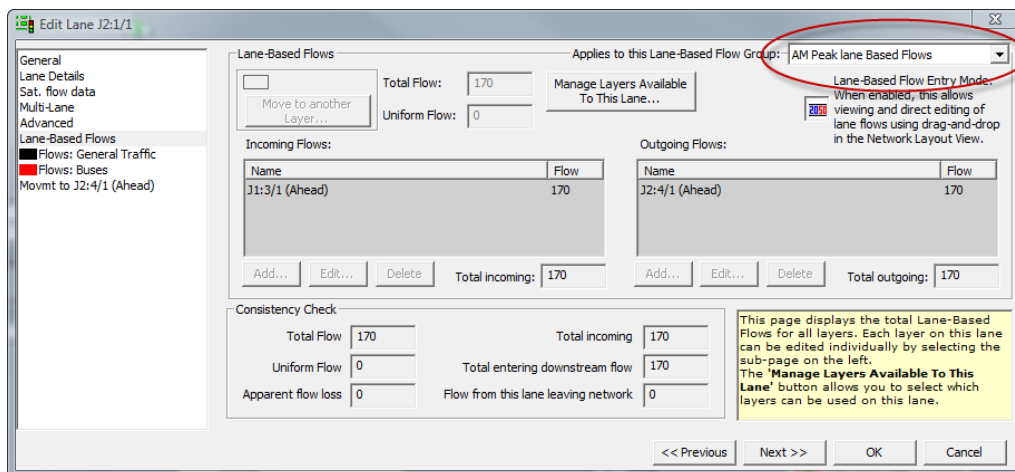 Edit Lane J2:1/1
General
Lane Details
Sat. flow data
Multi-Lane
Advanced
Lane-Based Flows
Flows: General Traffic
Flows: Buses
Movmt to J2:4/1 (Ahead)
Lane-Based Flows
Applies to this Lane-Based Flow Group:
AM Peak lane Based Flows
Move to another
Layer...
Total Flow: 170
Uniform Flow: 0
Manage Layers Available
To This Lane...
2050
Lane-Based Flow Entry Mode:
When enabled, this allows
viewing and direct editing of
lane flows using drag-and-drop
in the Network Layout View.
Incoming Flows:
Name Flow
J1:3/1 (Ahead) 170
Add... Edit... Delete Total incoming: 170
Outgoing Flows:
Name Flow
J2:4/1 (Ahead) 170
Add... Edit... Delete Total outgoing: 170
Consistency Check
Total Flow 170 Total incoming 170
Uniform Flow 0 Total entering downstream flow 170
Apparent flow loss 0 Flow from this lane leaving network 0
This page displays the total Lane-Based
Flows for all layers. Each layer on this lane
can be edited individually by selecting the
sub-page on the left.
The 'Manage Layers Available To This
Lane' button allows you to select which
layers can be used on this lane.
<< Previous Next >> OK Cancel